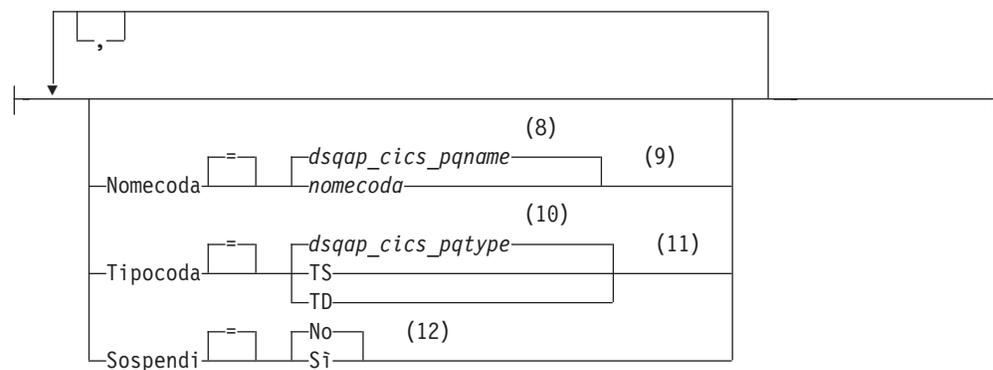 ,
(8)
= dsqap_cics_pqname (9)
Nomecoda nomecoda
(10)
= dsqap_cics_pqtype (11)
Tipocoda TS
TD
= No (12)
Sospendi Sì